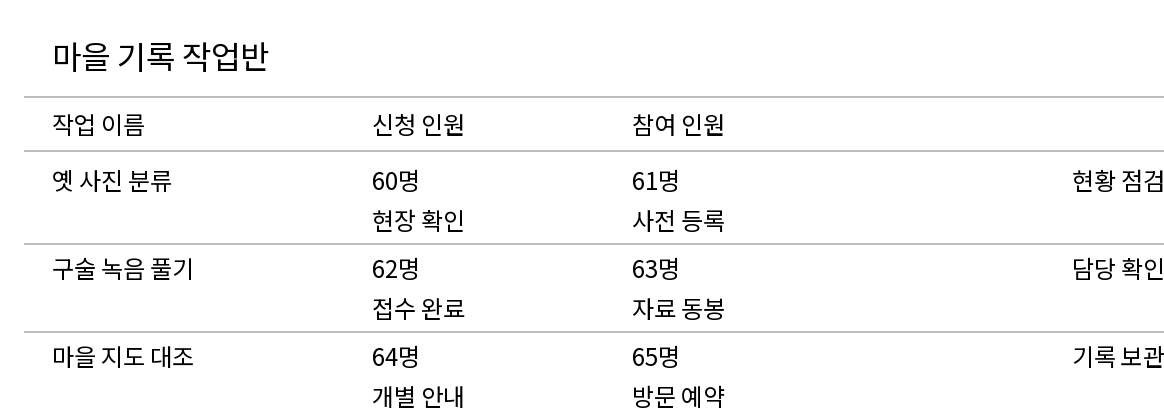 마을 기록 작업반
작업 이름 신청 인원 참여 인원
옛 사진 분류 60명 61명 현황 점검
현장 확인 사전 등록
구술 녹음 풀기 62명 63명 담당 확인
접수 완료 자료 동봉
마을 지도 대조 64명 65명 기록 보관
개별 안내 방문 예약